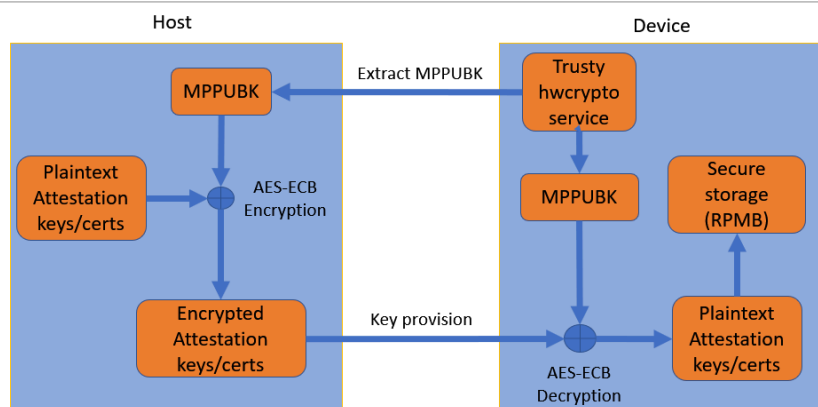 Host
Device
Extract MPPUBK
MPPUBK
Trusty
hwcrypto
service
Plaintext
Attestation
keys/certs
AES-ECB
Encryption
MPPUBK
Secure
storage
(RPMB)
Encrypted
Attestation
keys/certs
Key provision
AES-ECB
Decryption
Plaintext
Attestation
keys/certs